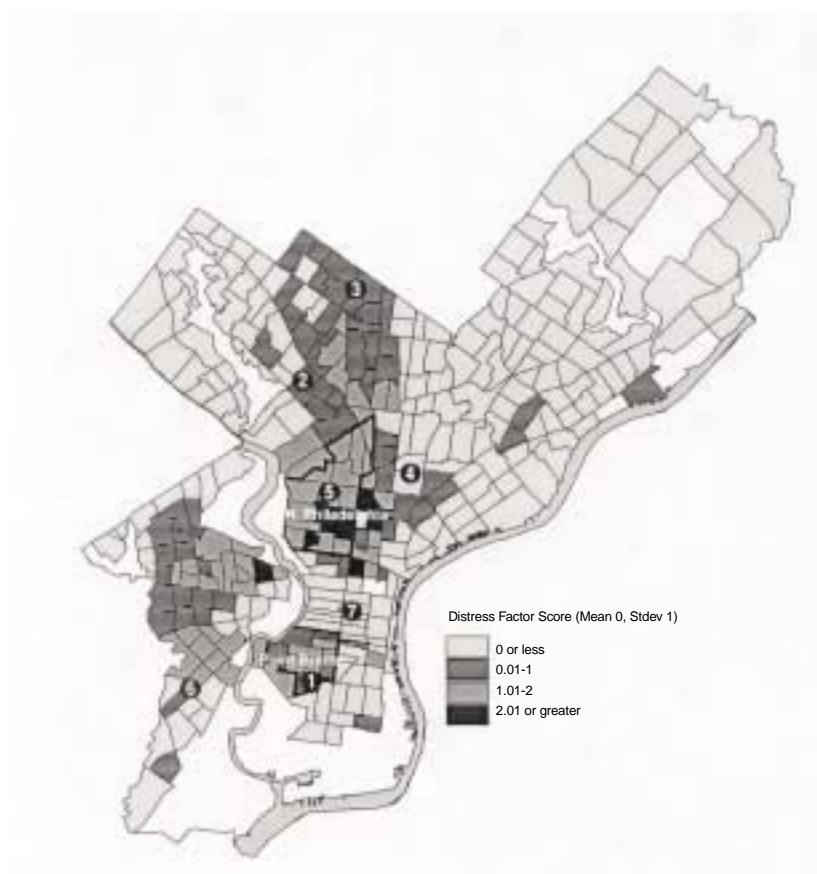 3
2
4
5
N. Philadelphia
7
1
6
Distress Factor Score (Mean 0, Stdev 1)
0 or less
0.01-1
1.01-2
2.01 or greater